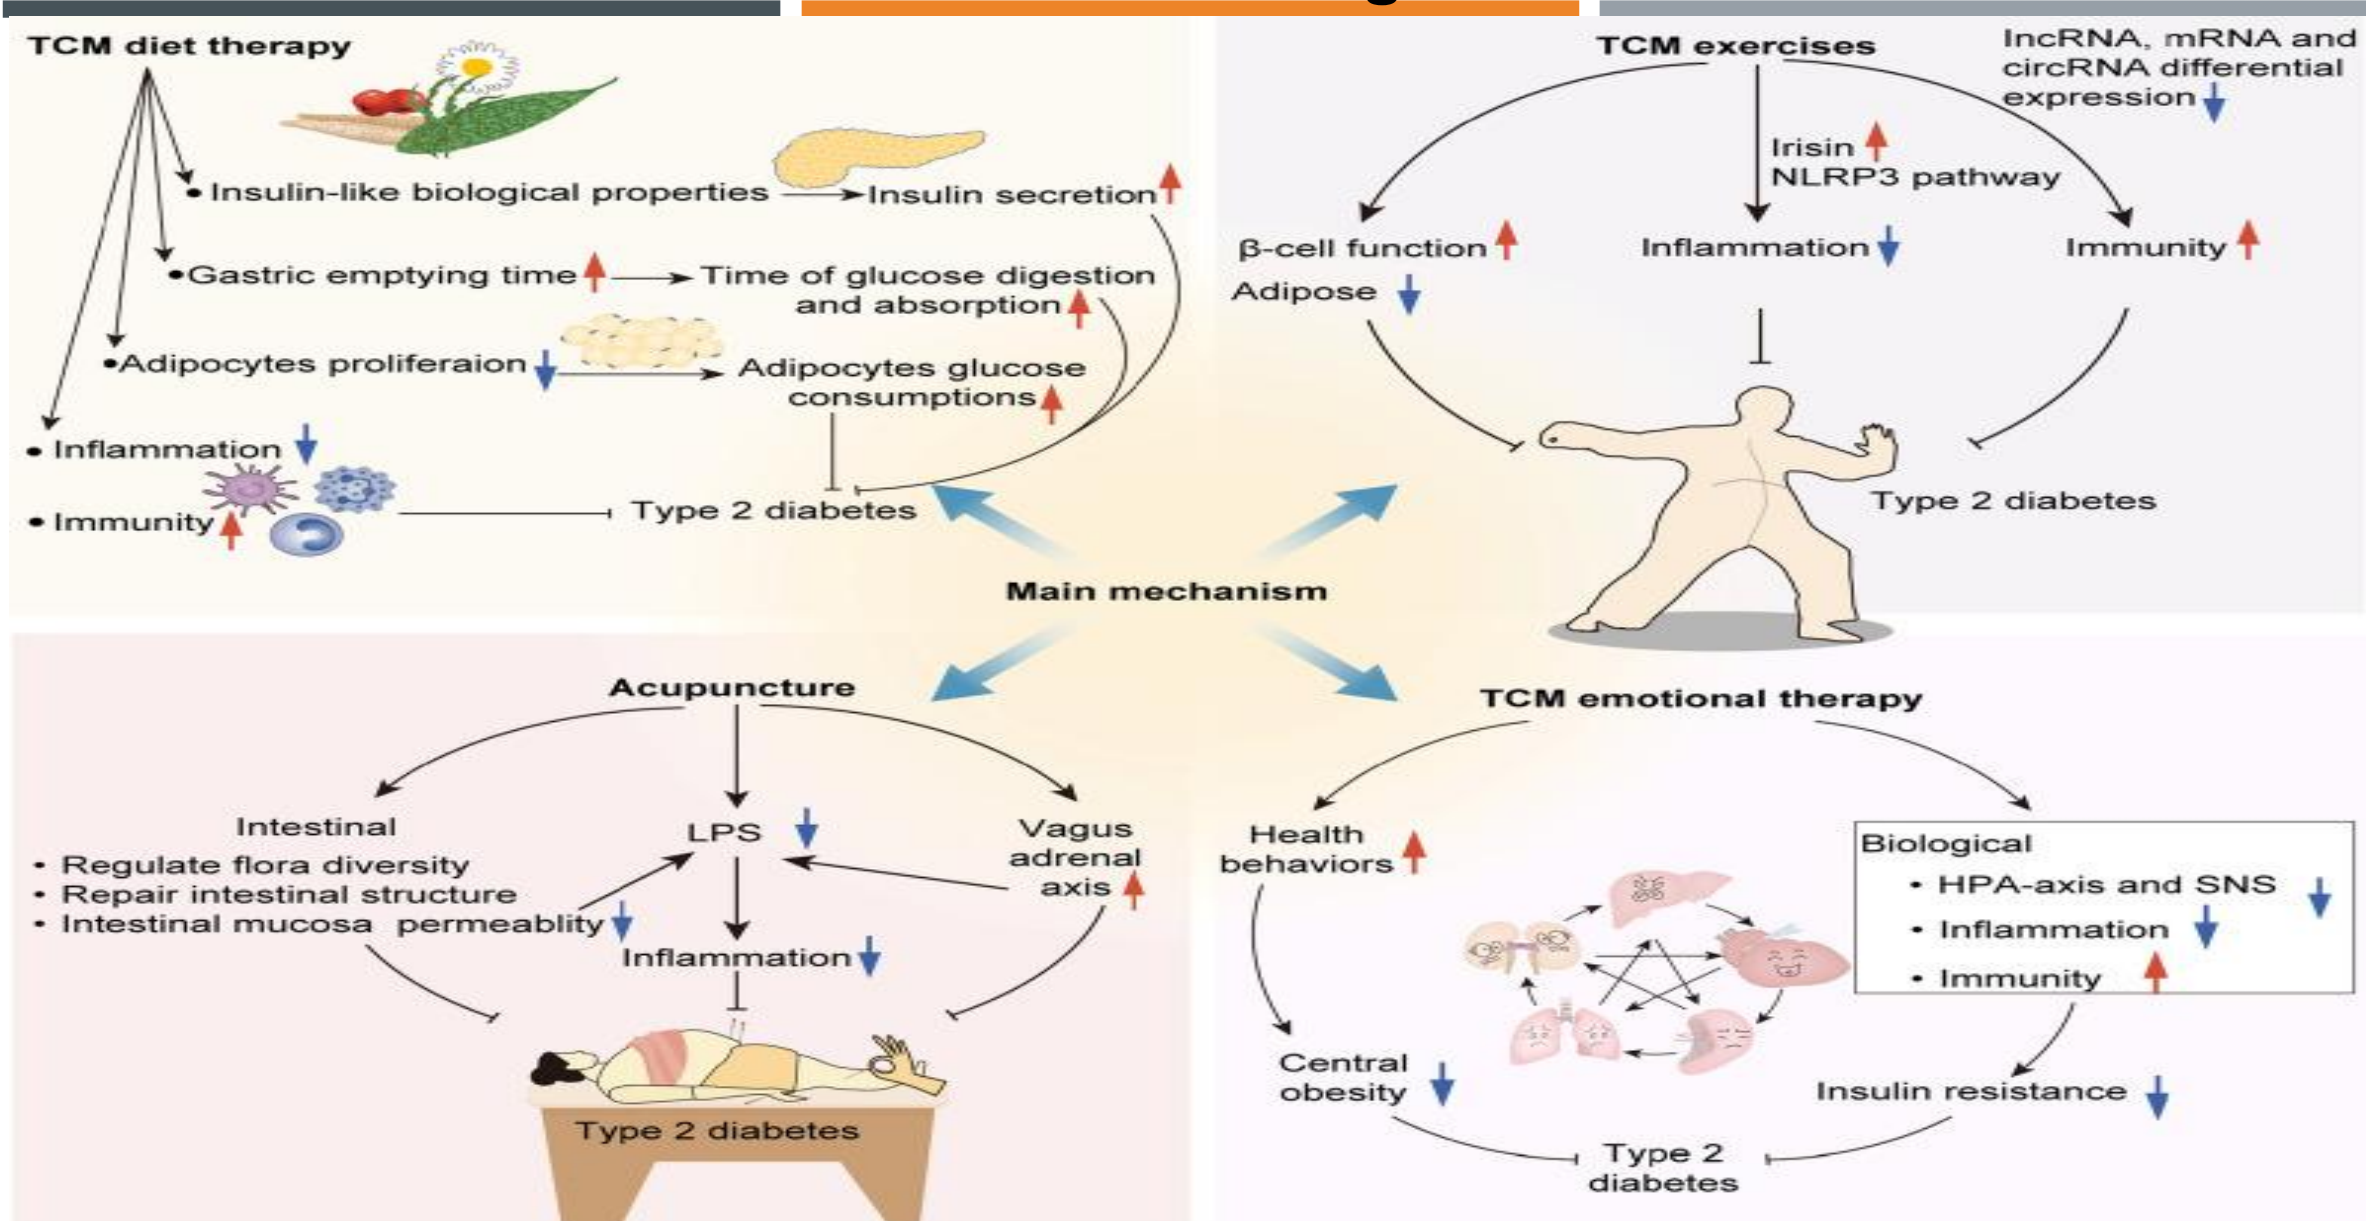 TCM diet therapy
• Insulin-like biological properties
Insulin secretion
•Gastric emptying time
Time of glucose digestion
and absorption
•Adipocytes proliferaion
Adipocytes glucose
consumptions
• Inflammation
• Immunity
Type 2 diabetes
TCM exercises
lncRNA, mRNA and
circRNA differential
expression
Irisin
NLRP3 pathway
β-cell function
Adipose
Inflammation
Immunity
Type 2 diabetes
Main mechanism
Acupuncture
Intestinal
• Regulate flora diversity
• Repair intestinal structure
• Intestinal mucosa permeablity
LPS
Inflammation
Vagus
adrenal
axis
Type 2 diabetes
TCM emotional therapy
Health
behaviors
Central
obesity
Biological
• HPA-axis and SNS
• Inflammation
• Immunity
Insulin resistance
Type 2
diabetes